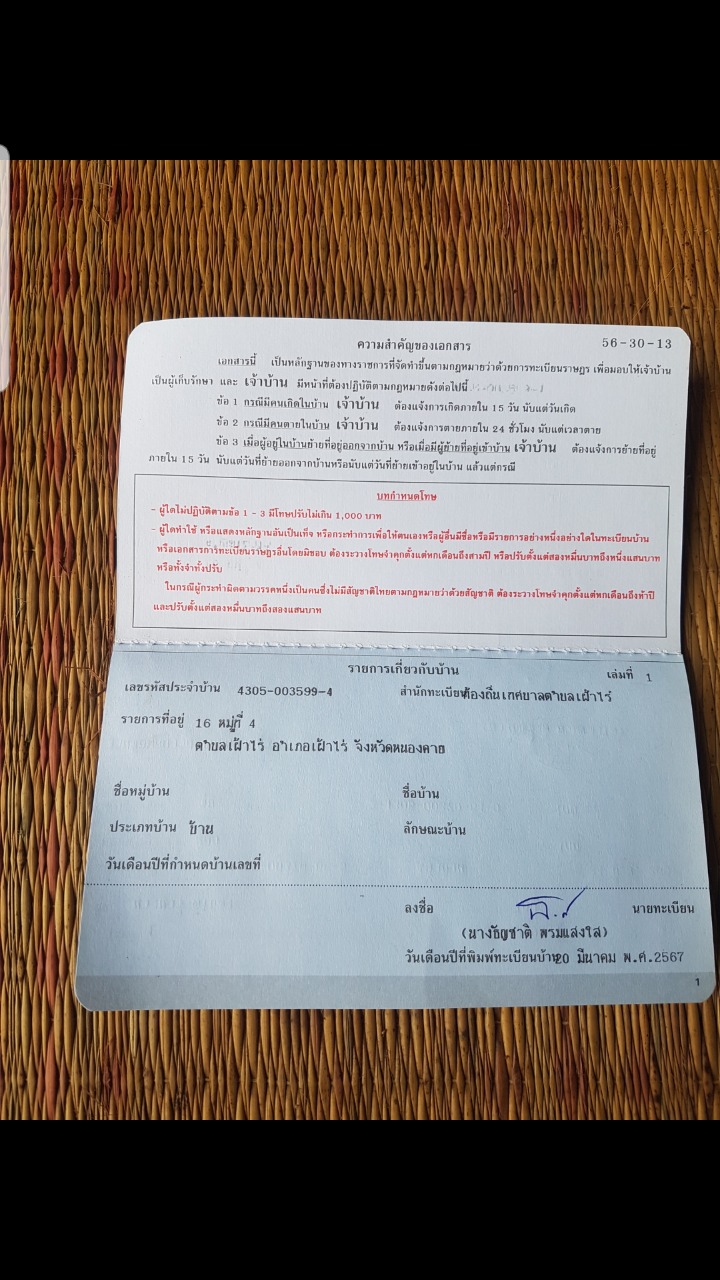 ความสำคัญของเอกสาร
56-30-13
เอกสารนี้ เป็นหลักฐานของทางราชการที่จัดทำขึ้นตามกฎหมายว่าด้วยการทะเบียนราษฎร เพื่อมอบให้เจ้าบ้าน
เป็นผู้เก็บรักษา และ เจ้าบ้าน มีหน้าที่ต้องปฏิบัติตามกฎหมายดังต่อไปนี้
ข้อ 1 กรณีมีคนเกิดในบ้าน เจ้าบ้าน ต้องแจ้งการเกิดภายใน 15 วัน นับแต่วันเกิด
ข้อ 2 กรณีมีคนตายในบ้าน เจ้าบ้าน ต้องแจ้งการตายภายใน 24 ชั่วโมง นับแต่เวลาตาย
ข้อ 3 เมื่อผู้อยู่ในบ้านย้ายที่อยู่ออกจากบ้าน หรือเมื่อมีผู้ย้ายที่อยู่เข้าบ้าน เจ้าบ้าน ต้องแจ้งการย้ายที่อยู่
ภายใน 15 วัน นับแต่วันที่ย้ายออกจากบ้านหรือนับแต่วันที่ย้ายเข้าอยู่ในบ้าน แล้วแต่กรณี
บทกำหนดโทษ
- ผู้ใดไม่ปฏิบัติตามข้อ 1 - 3 มีโทษปรับไม่เกิน 1,000 บาท
- ผู้ใดทำใช้ หรือแสดงหลักฐานอันเป็นเท็จ หรือกระทำการเพื่อให้ตนเองหรือผู้อื่นมีชื่อหรือมีรายการอย่างหนึ่งอย่างใดในทะเบียนบ้าน
หรือเอกสารการทะเบียนราษฎรอื่นโดยมิชอบ ต้องระวางโทษจำคุกตั้งแต่หกเดือนถึงสามปี หรือปรับตั้งแต่สองหมื่นบาทถึงหนึ่งแสนบาท
หรือทั้งจำทั้งปรับ
ในกรณีผู้กระทำผิดตามวรรคหนึ่งเป็นคนซึ่งไม่มีสัญชาติไทยตามกฎหมายว่าด้วยสัญชาติ ต้องระวางโทษจำคุกตั้งแต่หกเดือนถึงห้าปี
และปรับตั้งแต่สองหมื่นบาทถึงสองแสนบาท
รายการเกี่ยวกับบ้าน
เล่มที่ 1
เลขรหัสประจำบ้าน 4305-003599-4 สำนักทะเบียนท้องถิ่นเทศบาลตำบลเฝ้าไร่
รายการที่อยู่ 16 หมู่ที่ 4
ตำบลเฝ้าไร่ อำเภอเฝ้าไร่ จังหวัดหนองคาย
ชื่อหมู่บ้าน ชื่อบ้าน
ประเภทบ้าน บ้าน ลักษณะบ้าน
วันเดือนปีที่กำหนดบ้านเลขที่
ลงชื่อ นายทะเบียน
(นางธัญชาติ พรมแสงใส)
วันเดือนปีที่พิมพ์ทะเบียนบ้าน 20 มีนาคม พ.ศ.2567
1